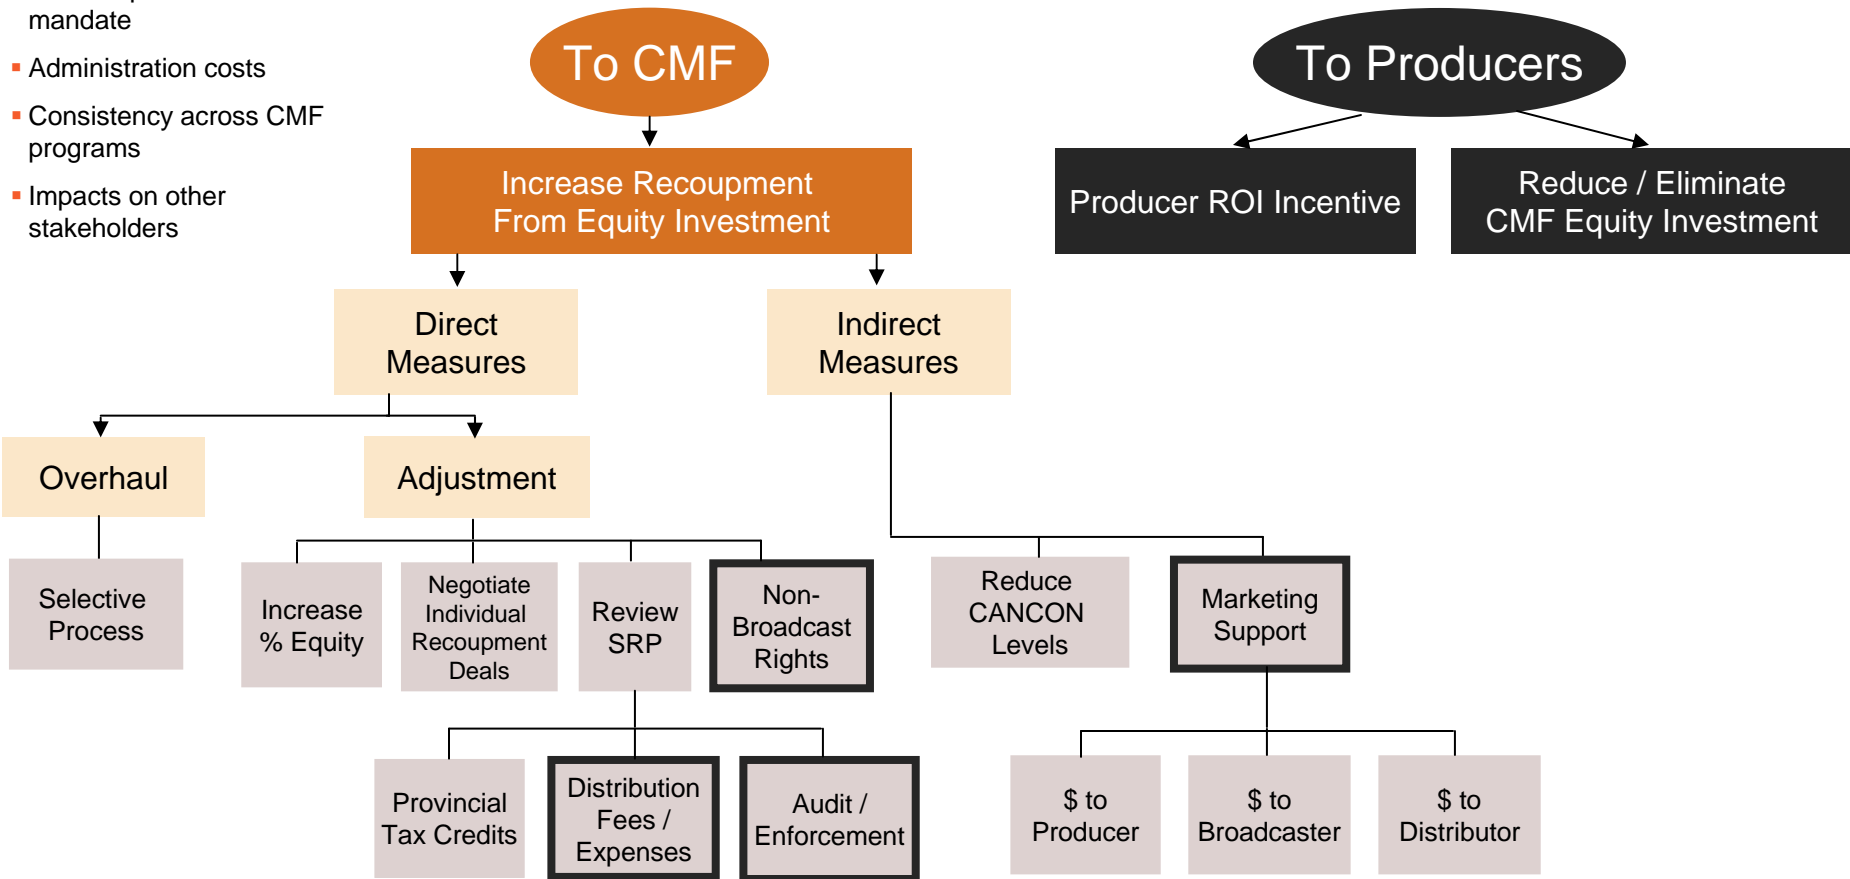 mandate
▪ Administration costs
▪ Consistency across CMF
programs
▪ Impacts on other
stakeholders
To CMF
To Producers
Increase Recoupment
From Equity Investment
Producer ROI Incentive
Reduce / Eliminate
CMF Equity Investment
Direct
Measures
Indirect
Measures
Overhaul
Adjustment
Selective
Process
Increase
% Equity
Negotiate
Individual
Recoupment
Deals
Review
SRP
Non-
Broadcast
Rights
Reduce
CANCON
Levels
Marketing
Support
Provincial
Tax Credits
Distribution
Fees /
Expenses
Audit /
Enforcement
$ to
Producer
$ to
Broadcaster
$ to
Distributor